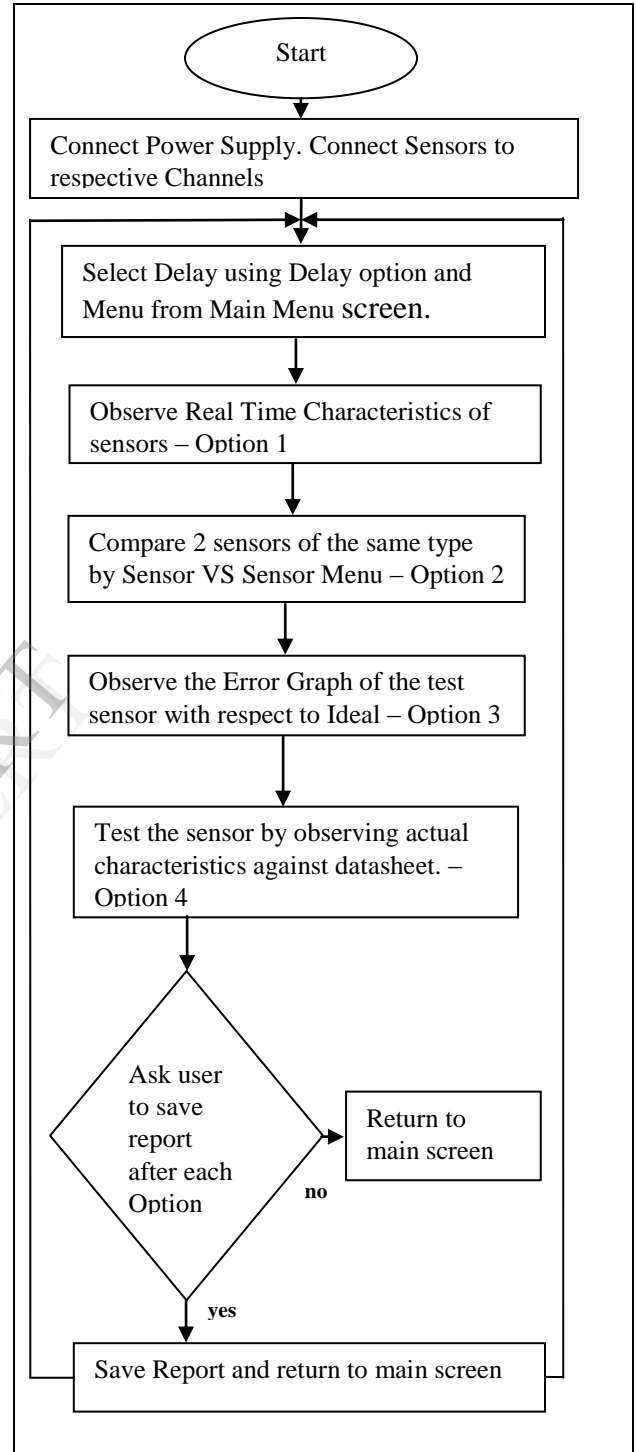 Start
Connect Power Supply. Connect Sensors to
respective Channels
Select Delay using Delay option and
Menu from Main Menu screen.
Observe Real Time Characteristics of
sensors – Option 1
Compare 2 sensors of the same type
by Sensor VS Sensor Menu – Option 2
Observe the Error Graph of the test
sensor with respect to Ideal – Option 3
Test the sensor by observing actual
characteristics against datasheet. –
Option 4
Ask user
to save
report
after each
Option
Return to
main screen
no
yes
Save Report and return to main screen